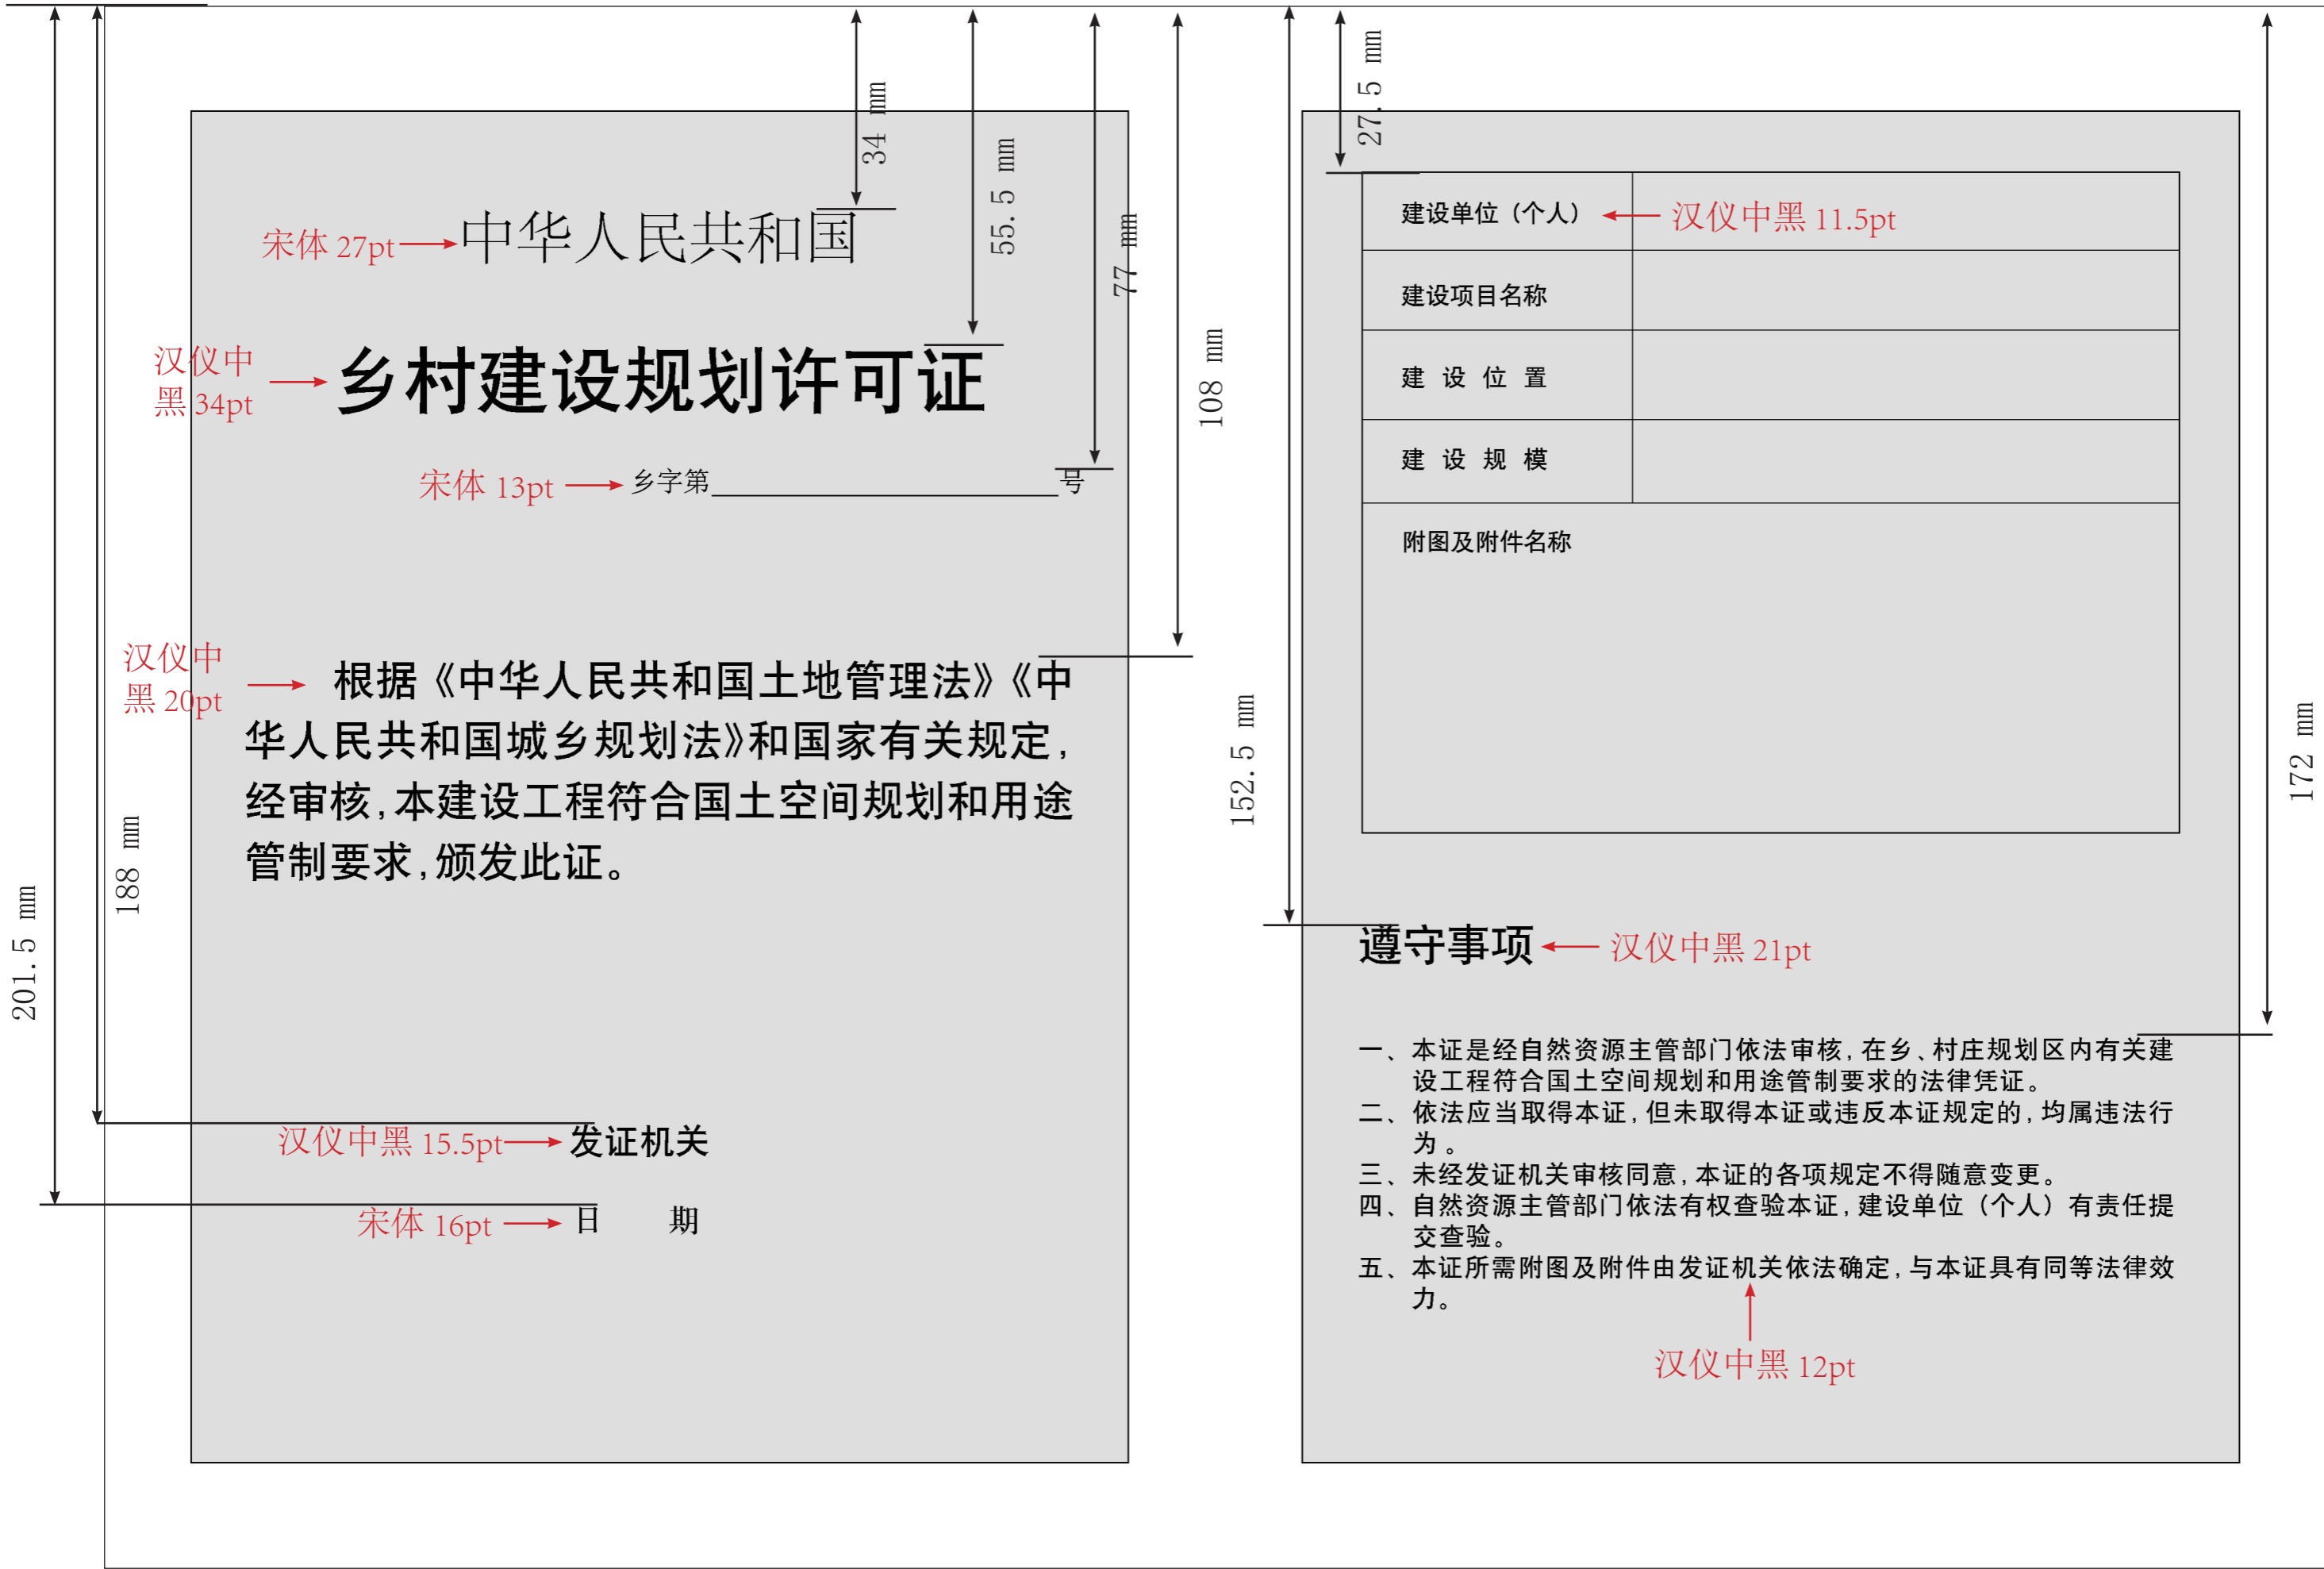 34 mm
55.5 mm
77 mm
108 mm
188 mm
201.5 mm
宋体 27pt
中华人民共和国
汉仪中
黑 34pt
乡村建设规划许可证
宋体 13pt
乡字第 号
汉仪中
黑 20pt
根据《中华人民共和国土地管理法》《中
华人民共和国城乡规划法》和国家有关规定,
经审核,本建设工程符合国土空间规划和用途
管制要求,颁发此证。
汉仪中黑 15.5pt
发证机关
宋体 16pt
日 期
27.5 mm
152.5 mm
172 mm
建设单位（个人）
汉仪中黑 11.5pt
建设项目名称
建 设 位 置
建 设 规 模
附图及附件名称
遵守事项
汉仪中黑 21pt
一、本证是经自然资源主管部门依法审核,在乡、村庄规划区内有关建
设工程符合国土空间规划和用途管制要求的法律凭证。
二、依法应当取得本证,但未取得本证或违反本证规定的,均属违法行
为。
三、未经发证机关审核同意,本证的各项规定不得随意变更。
四、自然资源主管部门依法有权查验本证,建设单位（个人）有责任提
交查验。
五、本证所需附图及附件由发证机关依法确定,与本证具有同等法律效
力。
汉仪中黑 12pt